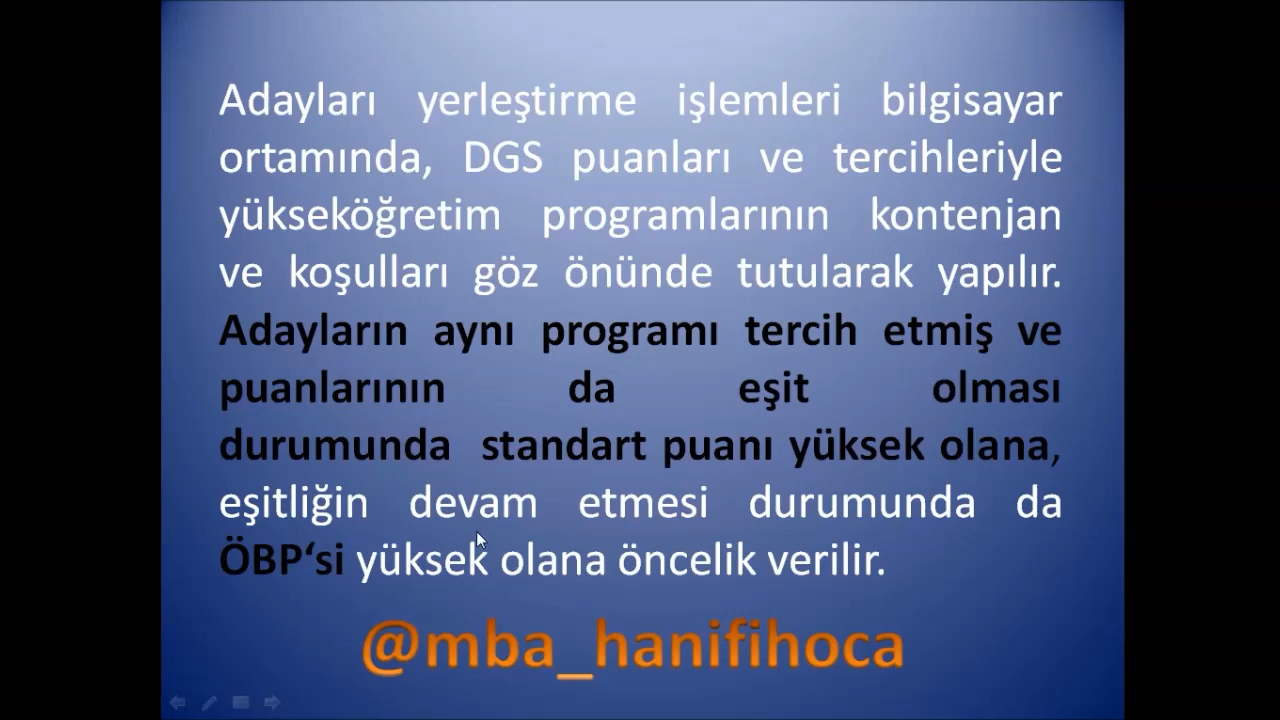 Adayları yerleştirme işlemleri bilgisayar
ortamında, DGS puanları ve tercihleriyle
yükseköğretim programlarının kontenjan
ve koşulları göz önünde tutularak yapılır.
Adayların aynı programı tercih etmiş ve
puanlarının da eşit olması
durumunda standart puanı yüksek olana,
eşitliğin devam etmesi durumunda da
ÖBP‘si yüksek olana öncelik verilir.
@mba_hanifihoca